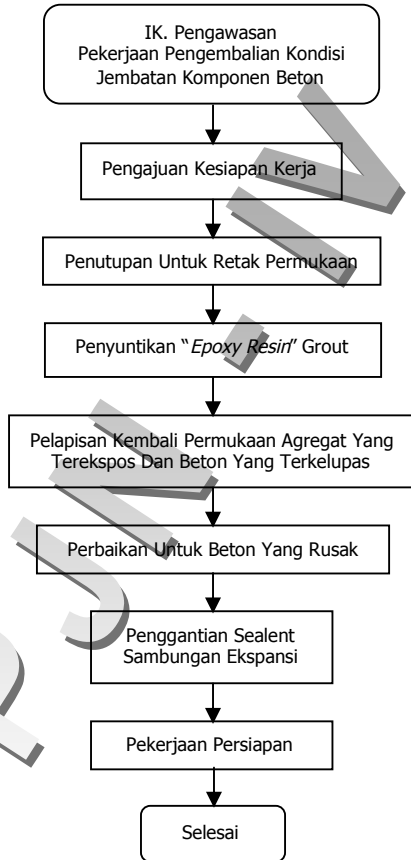 IK. Pengawasan
Pekerjaan Pengembalian Kondisi
Jembatan Komponen Beton
Pengajuan Kesiapan Kerja
Penutupan Untuk Retak Permukaan
Penyuntikan “Epoxy Resin” Grout
Pelapisan Kembali Permukaan Agregat Yang
Terekspos Dan Beton Yang Terkelupas
Perbaikan Untuk Beton Yang Rusak
Penggantian Sealent
Sambungan Ekspansi
Pekerjaan Persiapan
Selesai
PJN - IV